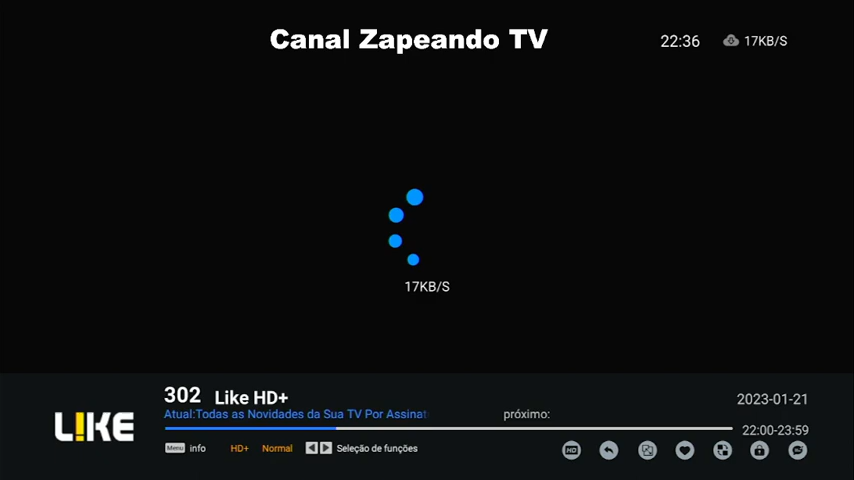 Canal Zapeando TV
22:36
17KB/S
17KB/S
302 Like HD+
2023-01-21
Atual:Todas as Novidades da Sua TV Por Assinat
próximo:
22:00-23:59
L!KE
Menu info HD+ Normal Seleção de funções
HD